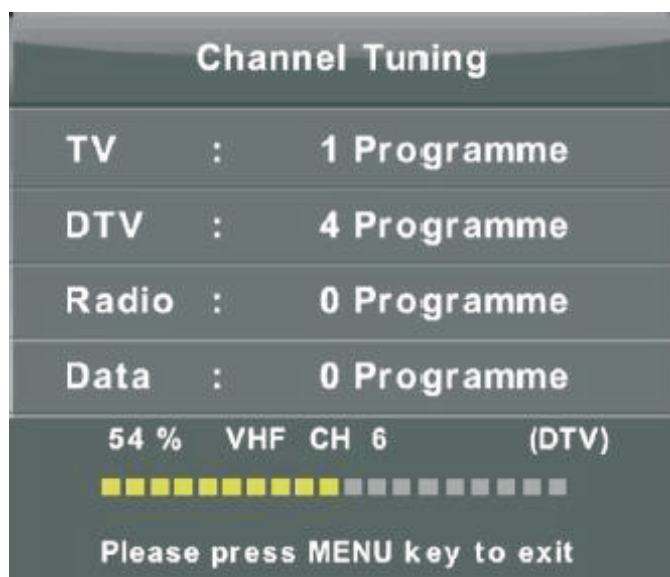 Channel Tuning
TV : 1 Programme
DTV : 4 Programme
Radio : 0 Programme
Data : 0 Programme
54 % VHF CH 6 (DTV)
Please press MENU key to exit